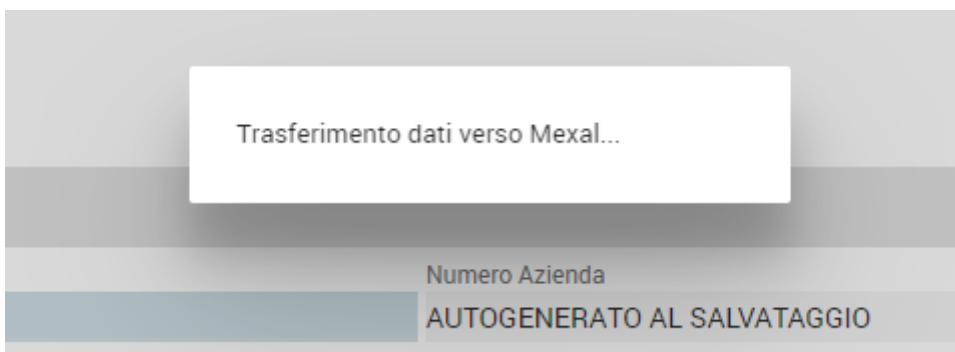 Trasferimento dati verso Mexal...
Numero Azienda
AUTOGENERATO AL SALVATAGGIO